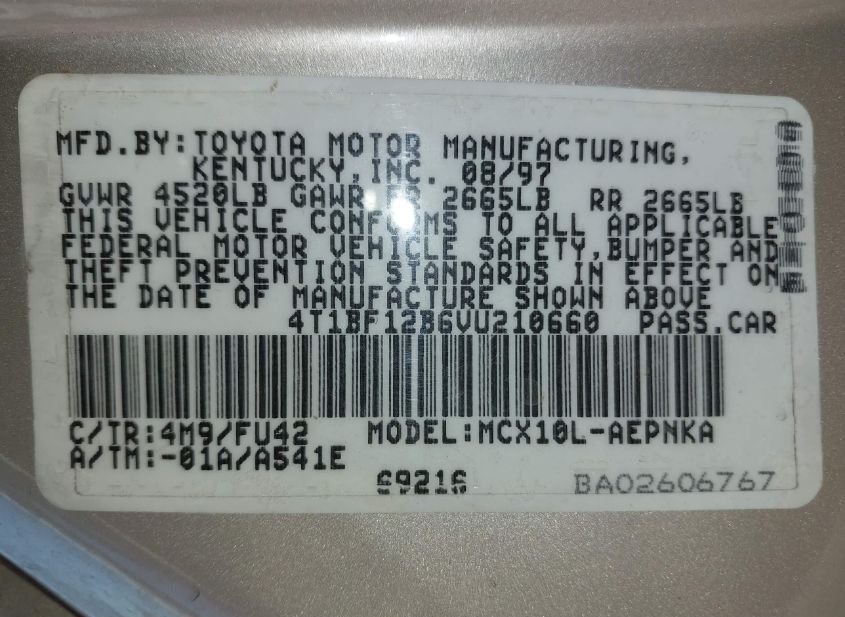 MFD.BY:TOYOTA MOTOR MANUFACTURING,
KENTUCKY,INC. 08/97
GVWR 4520LB GAWR FR 2665LB RR 2665LB
THIS VEHICLE CONFORMS TO ALL APPLICABLE
FEDERAL MOTOR VEHICLE SAFETY,BUMPER AND
THEFT PREVENTION STANDARDS IN EFFECT ON
THE DATE OF MANUFACTURE SHOWN ABOVE
4T1BF12B6VU210660 PASS.CAR
C/TR:4M9/FU42 MODEL:MCX10L-AEPNKA
A/TM:-01A/A541E
69216 BA02606767